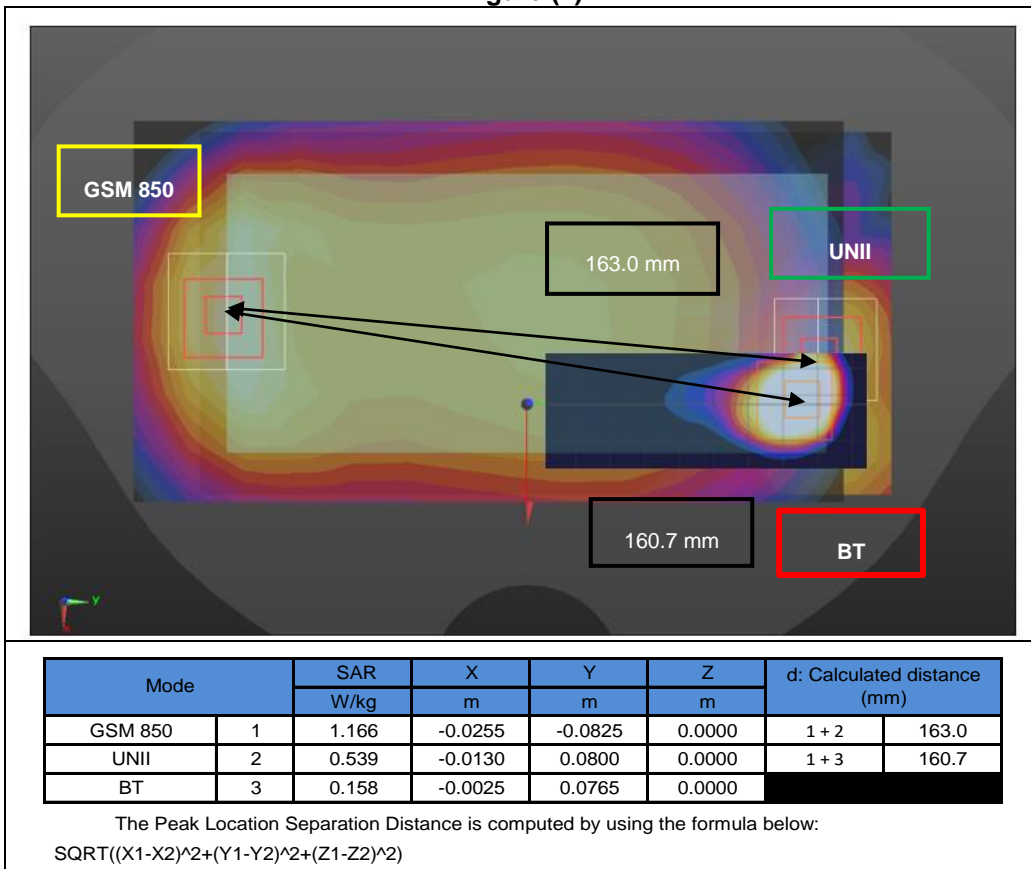 GSM 850
UNII
163.0 mm
160.7 mm
BT
y
x
Mode SAR X Y Z d: Calculated distance (mm)
W/kg m m m
GSM 850 1 1.166 -0.0255 -0.0825 0.0000 1 + 2 163.0
UNII 2 0.539 -0.0130 0.0800 0.0000 1 + 3 160.7
BT 3 0.158 -0.0025 0.0765 0.0000
The Peak Location Separation Distance is computed by using the formula below:
SQRT((X1-X2)^2+(Y1-Y2)^2+(Z1-Z2)^2)